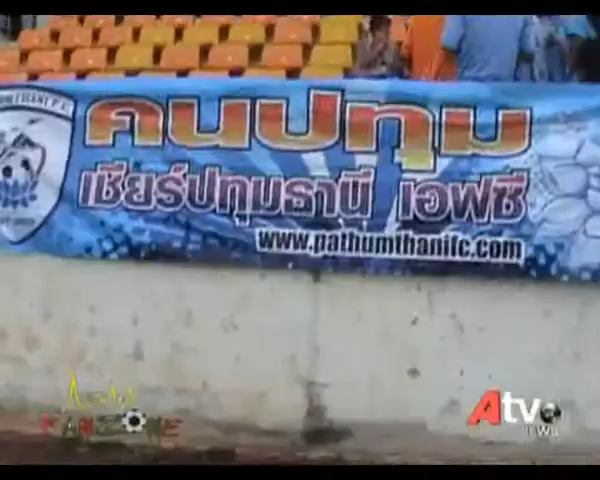 คนปทุม
เชียร์ปทุมธานี เอฟซี
www.pathumthanifc.com
FANZONE
Atv